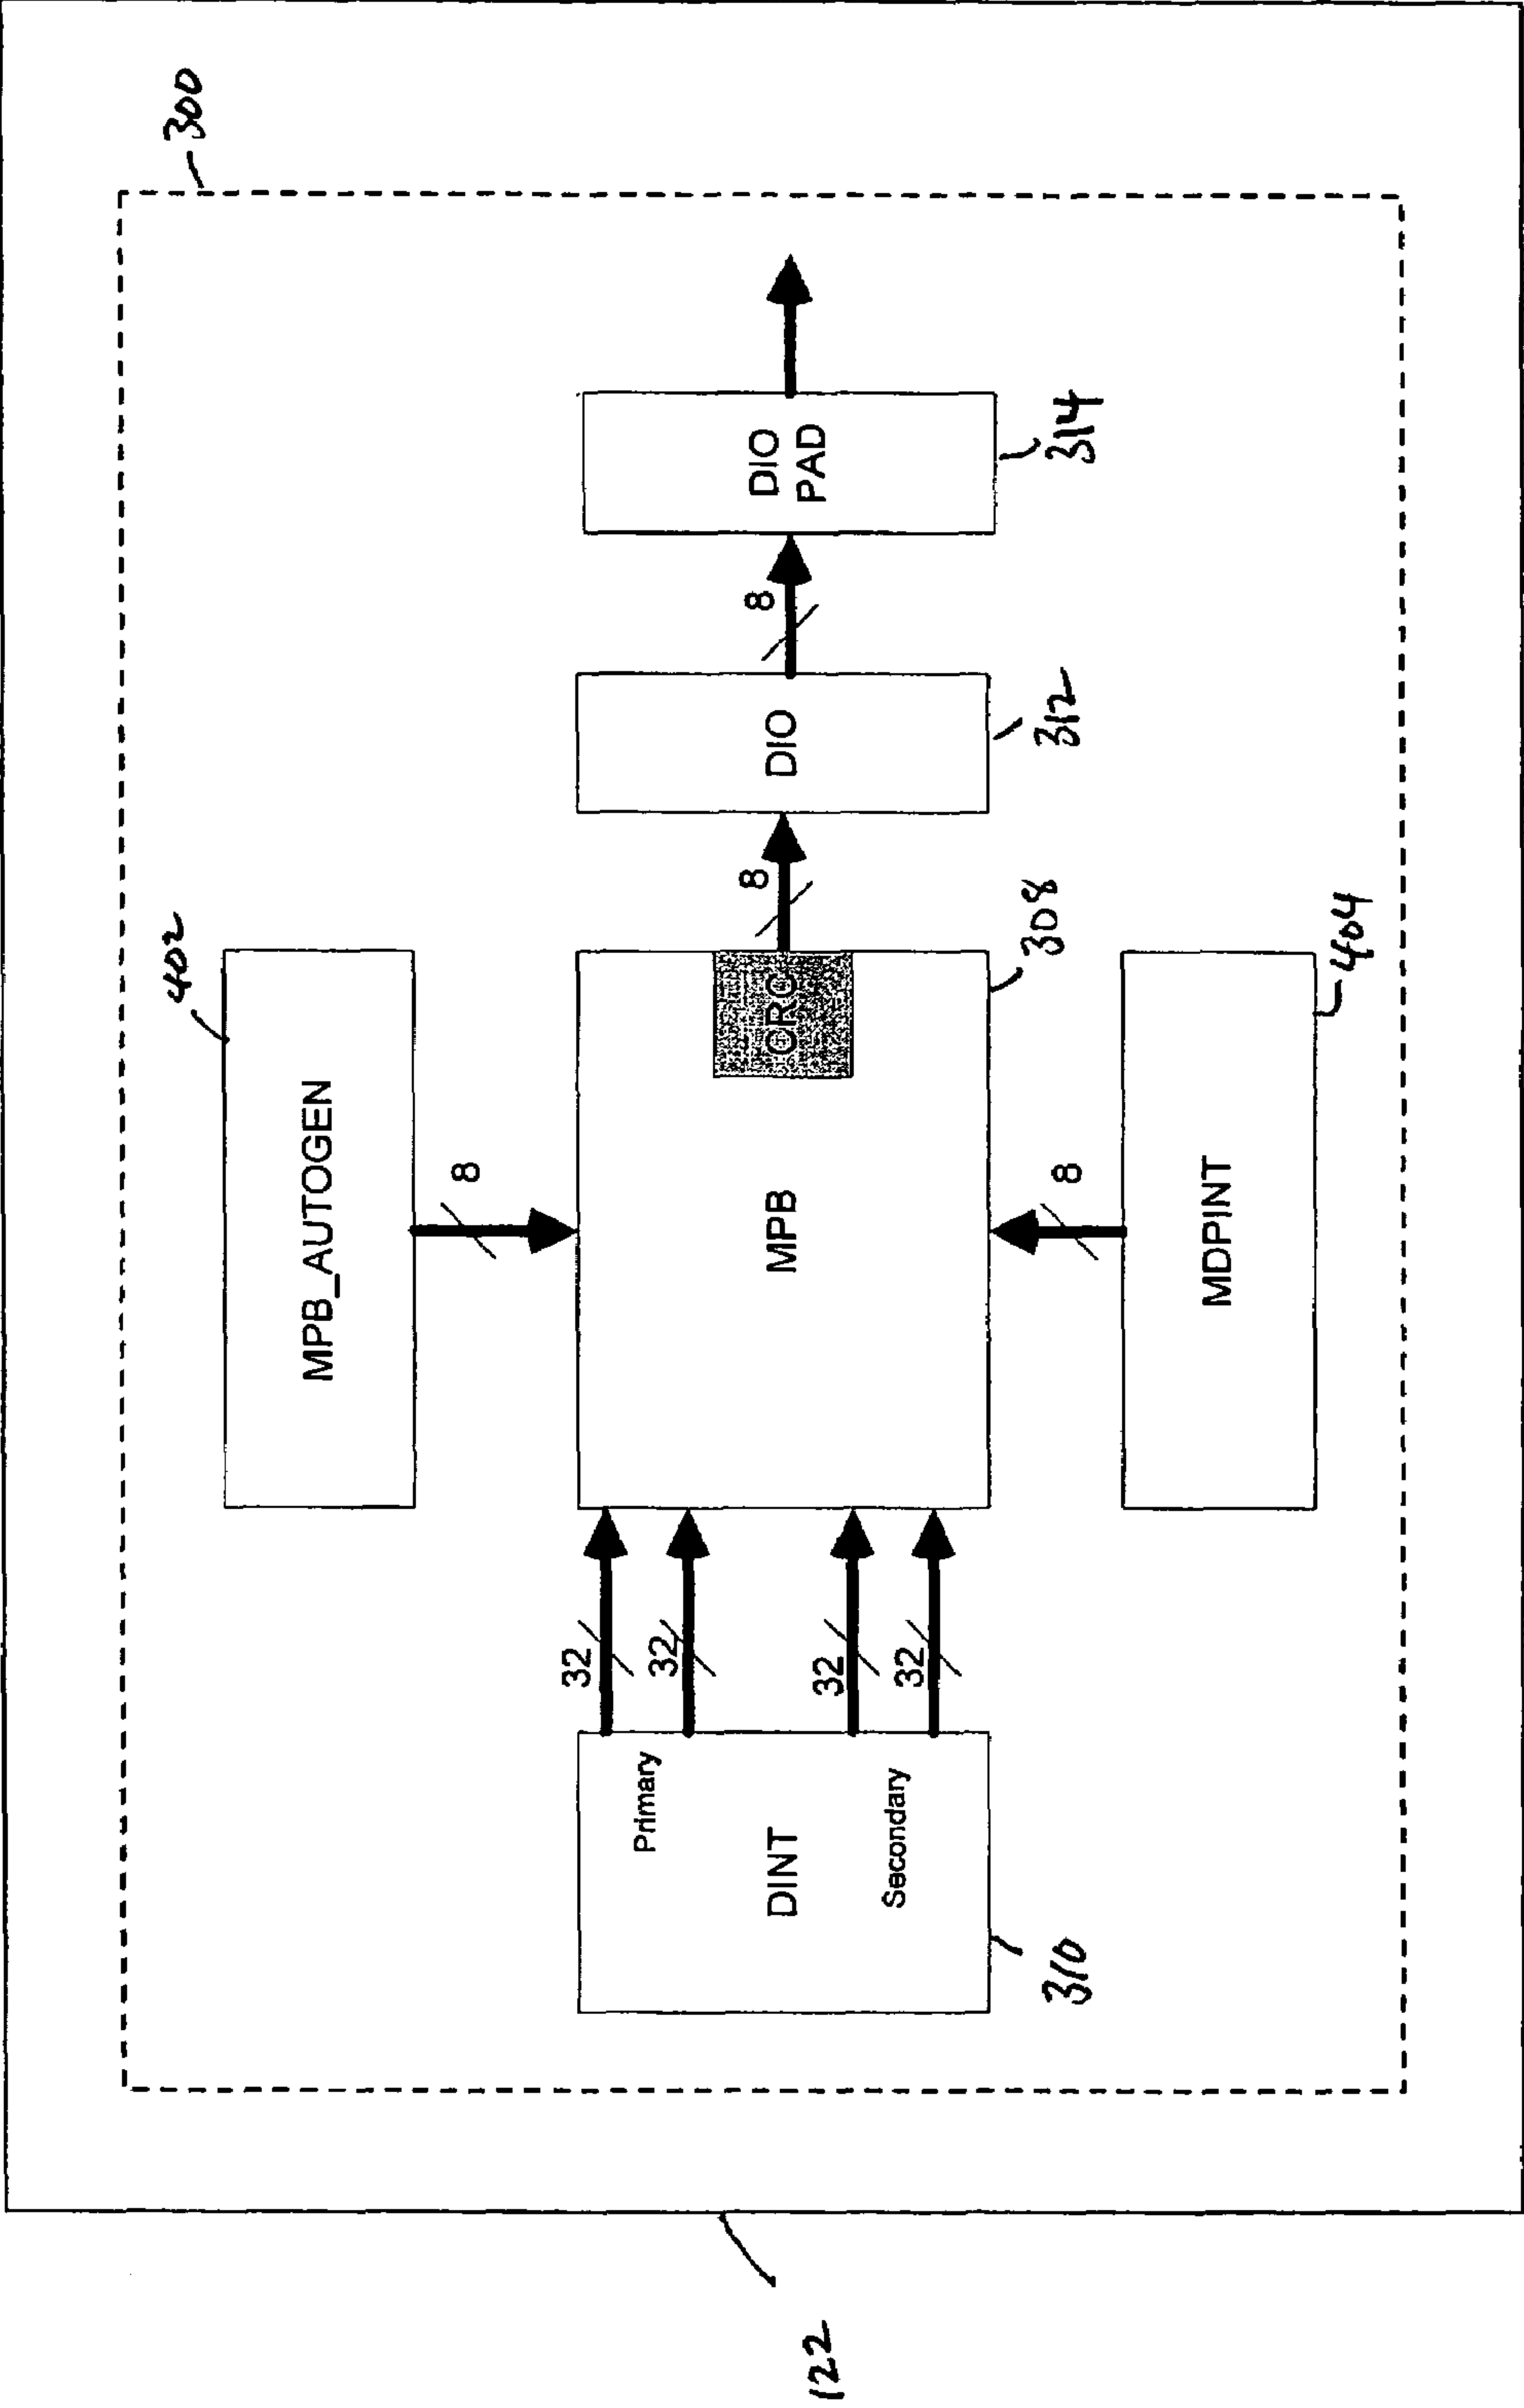 300
402
MPB_AUTOGEN
8
Primary
DINT
Secondary
310
32
32
32
32
MPB
ORC
308
8
DIO
312
8
DIO
PAD
314
8
MDPINT
404
122